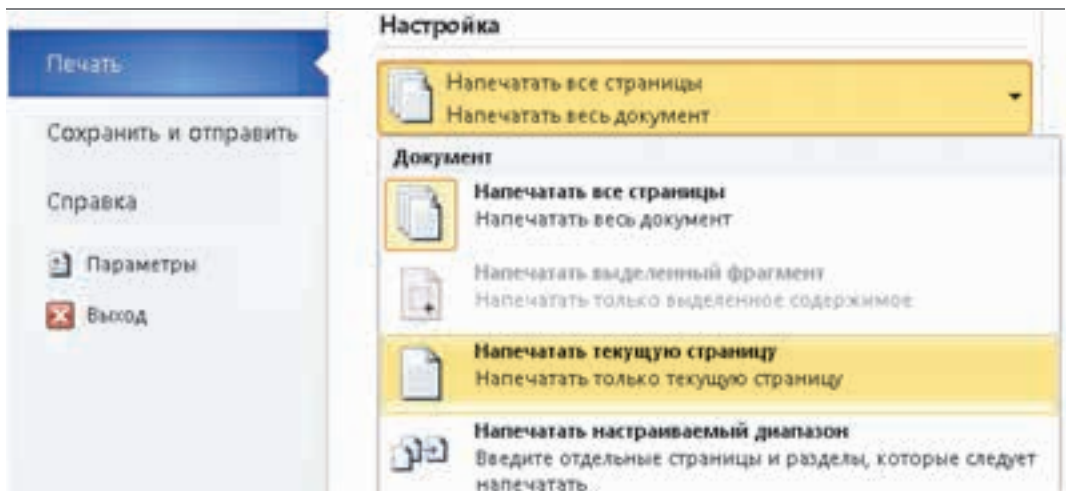 Печать
Сохранить и отправить
Справка
Параметры
Выход
Настройка
Напечатать все страницы
Напечатать весь документ
Документ
Напечатать все страницы
Напечатать весь документ
Напечатать выделенный фрагмент
Напечатать только выделенное содержимое
Напечатать текущую страницу
Напечатать только текущую страницу
Напечатать настраиваемый диапазон
Введите отдельные страницы и разделы, которые следует
напечатать